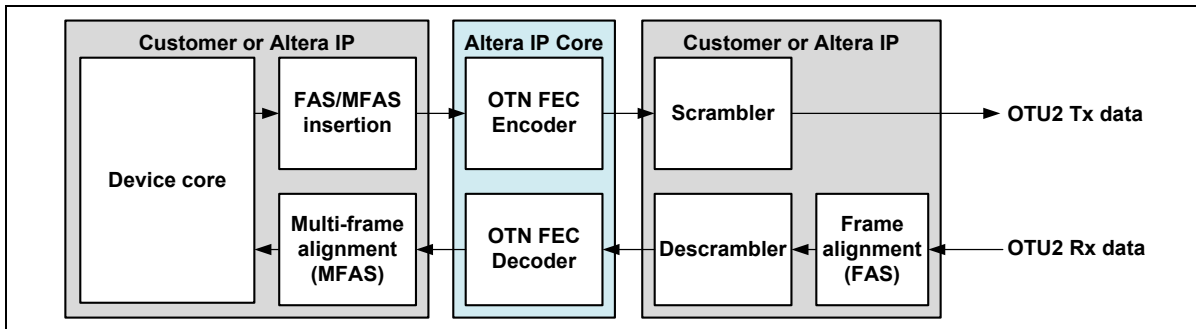 Customer or Altera IP
Altera IP Core
Customer or Altera IP
Device core
FAS/MFAS
insertion
OTN FEC
Encoder
Scrambler
OTU2 Tx data
Multi-frame
alignment
(MFAS)
OTN FEC
Decoder
Descrambler
Frame
alignment
(FAS)
OTU2 Rx data